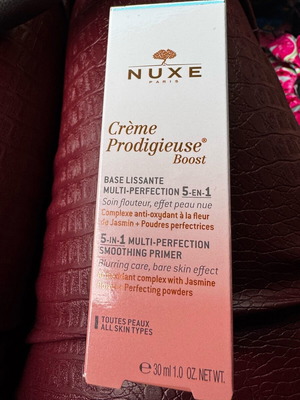 NUXE
PARIS
Crème
Prodigieuse®
Boost
BASE LISSANTE
MULTI-PERFECTION 5-EN-1
Soin flouteur, effet peau nue
Complexe anti-oxydant à la fleur
de Jasmin + Poudres perfectrices
5-IN-1 MULTI-PERFECTION
SMOOTHING PRIMER
Blurring care, bare skin effect
complex with Jasmine
+ Perfecting powders
TOUTES PEAUX
ALL SKIN TYPES
℮ 30 ml 1.0 OZ. NET WT.